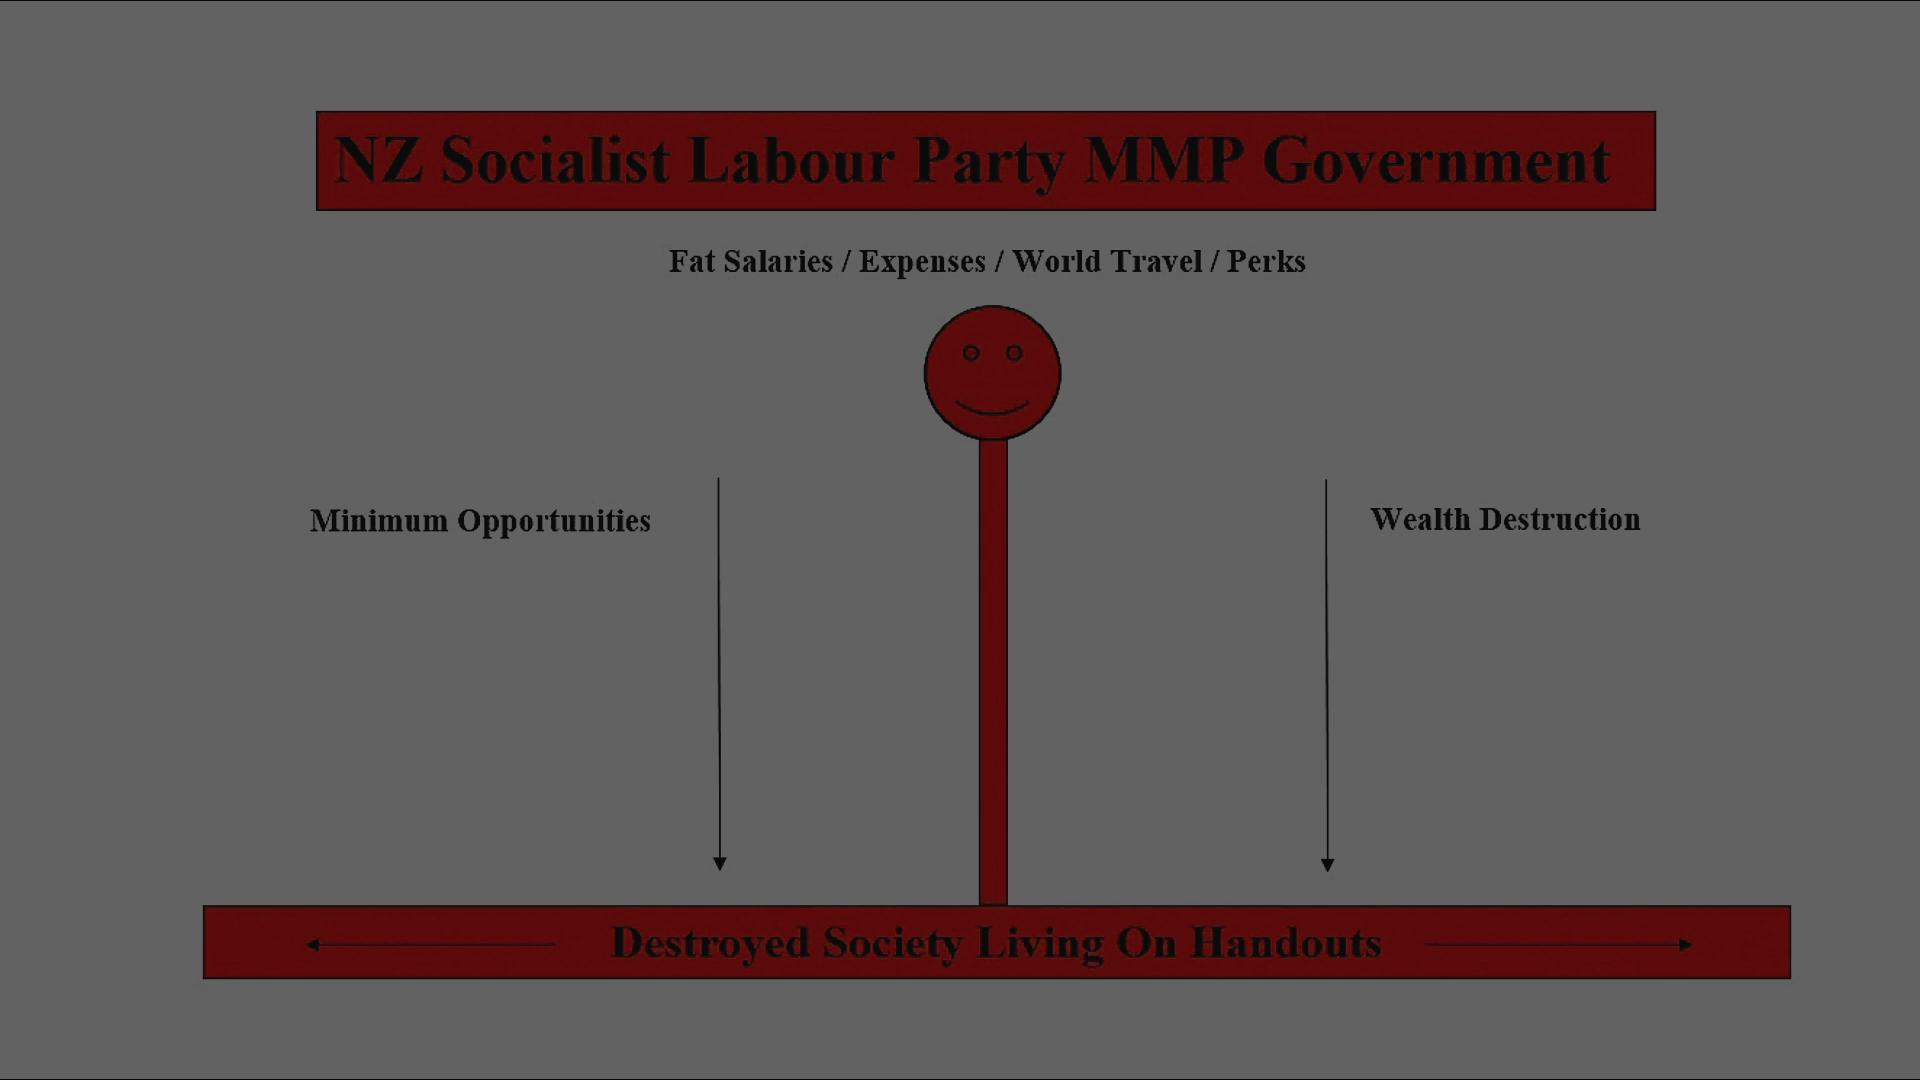 NZ Socialist Labour Party MMP Government
Fat Salaries / Expenses / World Travel / Perks
Minimum Opportunities
Wealth Destruction
Destroyed Society Living On Handouts